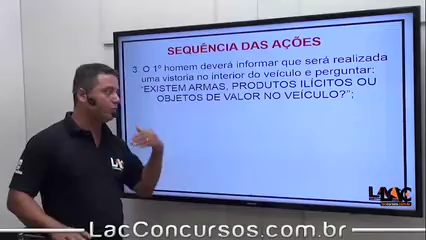 SEQUÊNCIA DAS AÇÕES
3. O 1º homem deverá informar que será realizada
uma vistoria no interior do veículo e perguntar:
“EXISTEM ARMAS, PRODUTOS ILÍCITOS OU
OBJETOS DE VALOR NO VEÍCULO?”;
LAC
LacConcursos.com.br